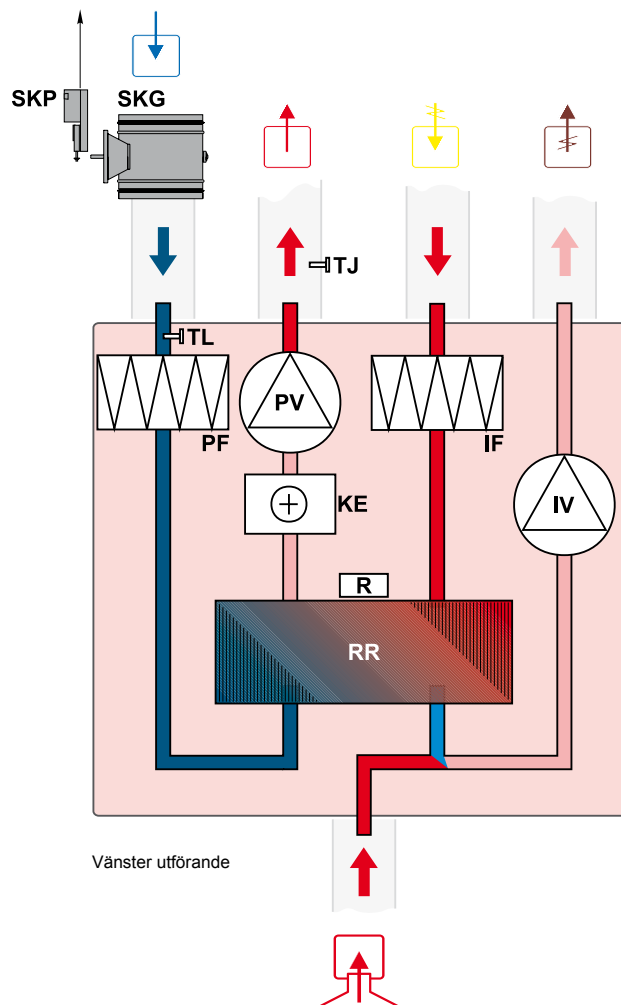 SKP
SKG
TJ
TL
PV
PF
IF
KE
IV
R
RR
Vänster utförande